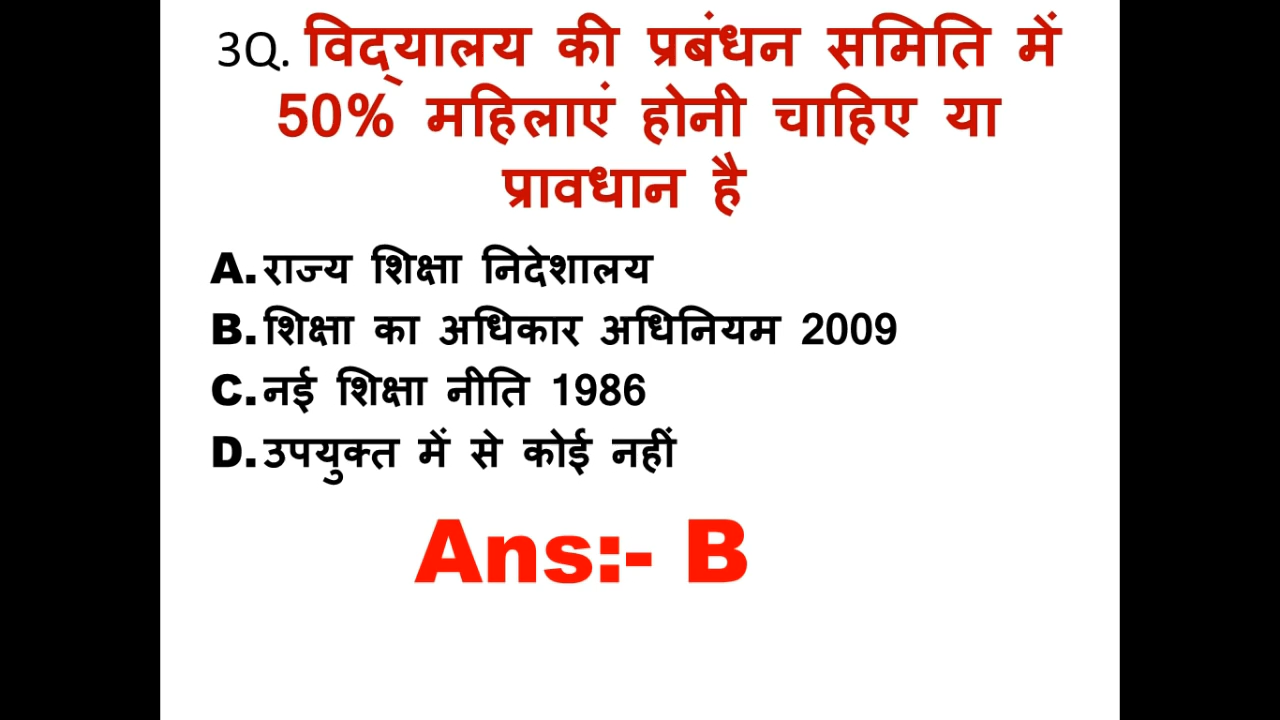 3Q. विद्यालय की प्रबंधन समिति में
50% महिलाएं होनी चाहिए या
प्रावधान है
A. राज्य शिक्षा निदेशालय
B. शिक्षा का अधिकार अधिनियम 2009
C. नई शिक्षा नीति 1986
D. उपयुक्त में से कोई नहीं
Ans:- B